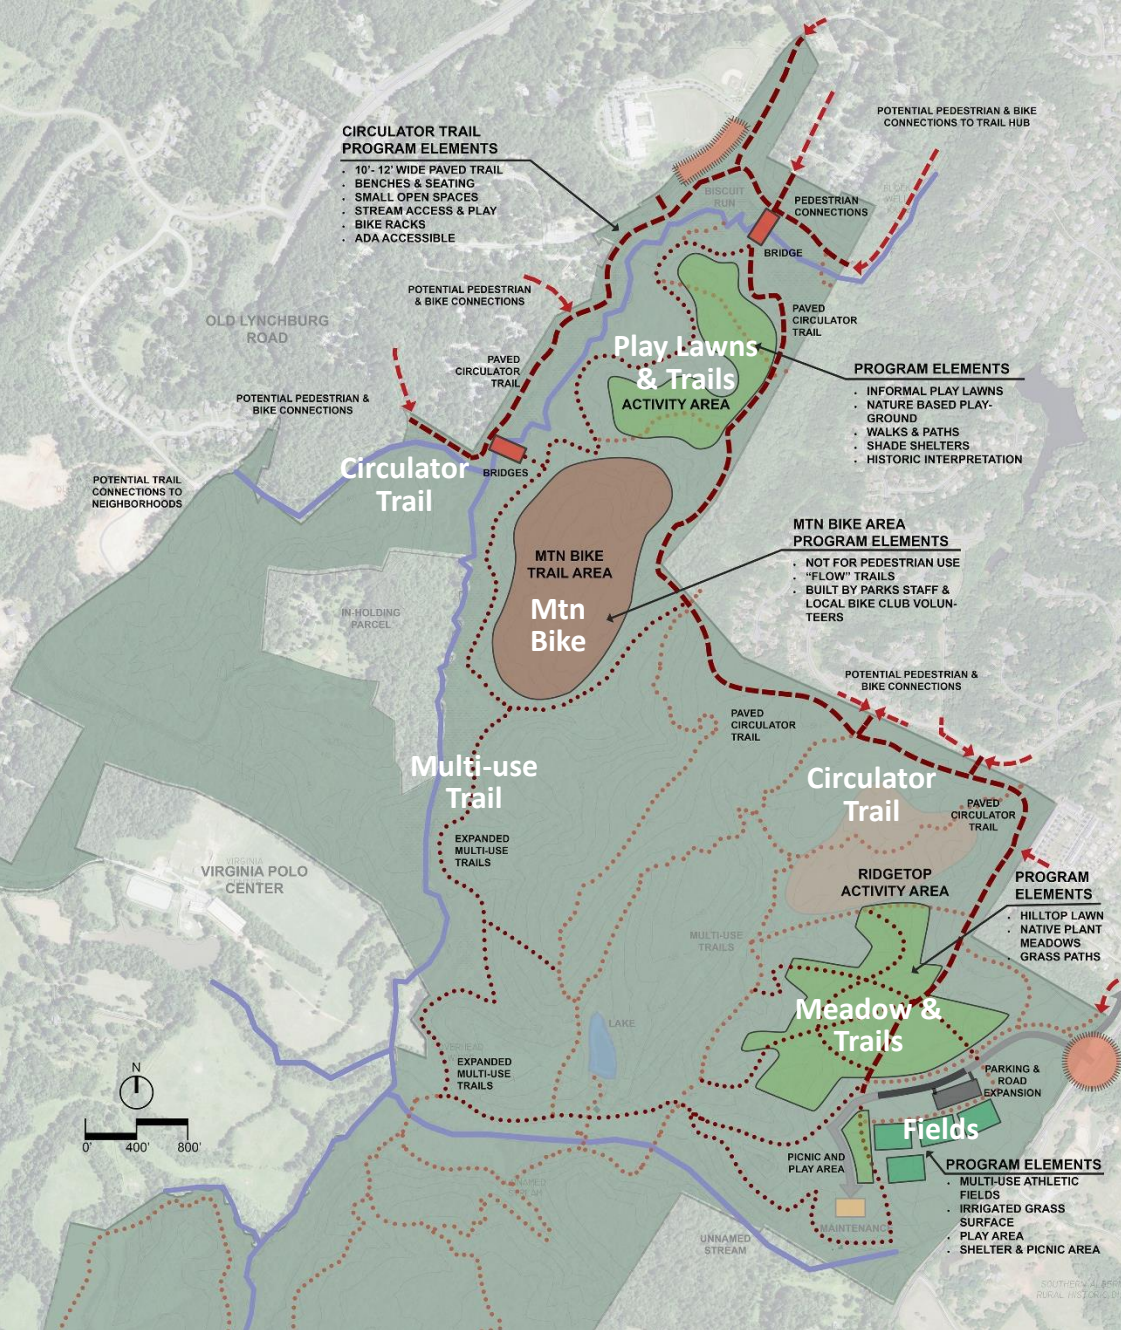 POTENTIAL PEDESTRIAN & BIKE
CONNECTIONS TO TRAIL HUB
CIRCULATOR TRAIL
PROGRAM ELEMENTS
• 10'- 12' WIDE PAVED TRAIL
• BENCHES & SEATING
• SMALL OPEN SPACES
• STREAM ACCESS & PLAY
• BIKE RACKS
• ADA ACCESSIBLE
BISCUIT
RUN
PEDESTRIAN
CONNECTIONS
BRIDGE
POTENTIAL PEDESTRIAN
& BIKE CONNECTIONS
OLD LYNCHBURG
ROAD
PAVED
CIRCULATOR
TRAIL
PAVED
CIRCULATOR
TRAIL
Play Lawns
& Trails
ACTIVITY AREA
PROGRAM ELEMENTS
• INFORMAL PLAY LAWNS
• NATURE BASED PLAY-
GROUND
• WALKS & PATHS
• SHADE SHELTERS
• HISTORIC INTERPRETATION
POTENTIAL PEDESTRIAN &
BIKE CONNECTIONS
Circulator
Trail
BRIDGES
POTENTIAL TRAIL
CONNECTIONS TO
NEIGHBORHOODS
MTN BIKE AREA
PROGRAM ELEMENTS
• NOT FOR PEDESTRIAN USE
• “FLOW” TRAILS
• BUILT BY PARKS STAFF &
LOCAL BIKE CLUB VOLUN-
TEERS
MTN BIKE
TRAIL AREA
Mtn
Bike
IN-HOLDING
PARCEL
POTENTIAL PEDESTRIAN &
BIKE CONNECTIONS
PAVED
CIRCULATOR
TRAIL
Multi-use
Trail
Circulator
Trail
PAVED
CIRCULATOR
TRAIL
EXPANDED
MULTI-USE
TRAILS
VIRGINIA
VIRGINIA POLO
CENTER
RIDGETOP
ACTIVITY AREA
PROGRAM
ELEMENTS
• HILLTOP LAWN
• NATIVE PLANT
MEADOWS
• GRASS PATHS
MULTI-USE
TRAILS
Meadow &
Trails
LAKE
EXPANDED
MULTI-USE
TRAILS
N
0'
400'
800'
PARKING &
ROAD
EXPANSION
Fields
PICNIC AND
PLAY AREA
PROGRAM ELEMENTS
• MULTI-USE ATHLETIC
FIELDS
• IRRIGATED GRASS
SURFACE
• PLAY AREA
• SHELTER & PICNIC AREA
MAINTENANCE
UNNAMED
STREAM
UNNAMED
STREAM
RURAL HISTORIC